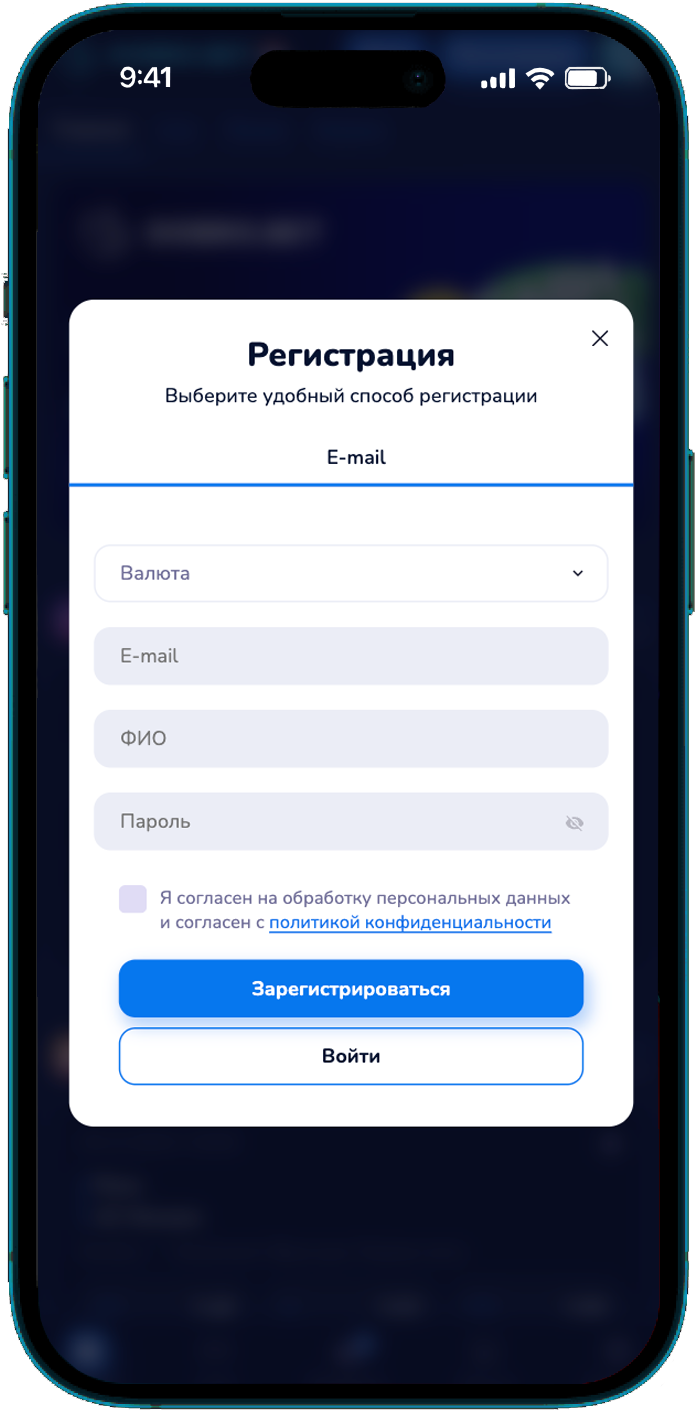 9:41
Регистрация
Выберите удобный способ регистрации
E-mail
Валюта
E-mail
ФИО
Пароль
Я согласен на обработку персональных данных
и согласен с политикой конфиденциальности
Зарегистрироваться
Войти